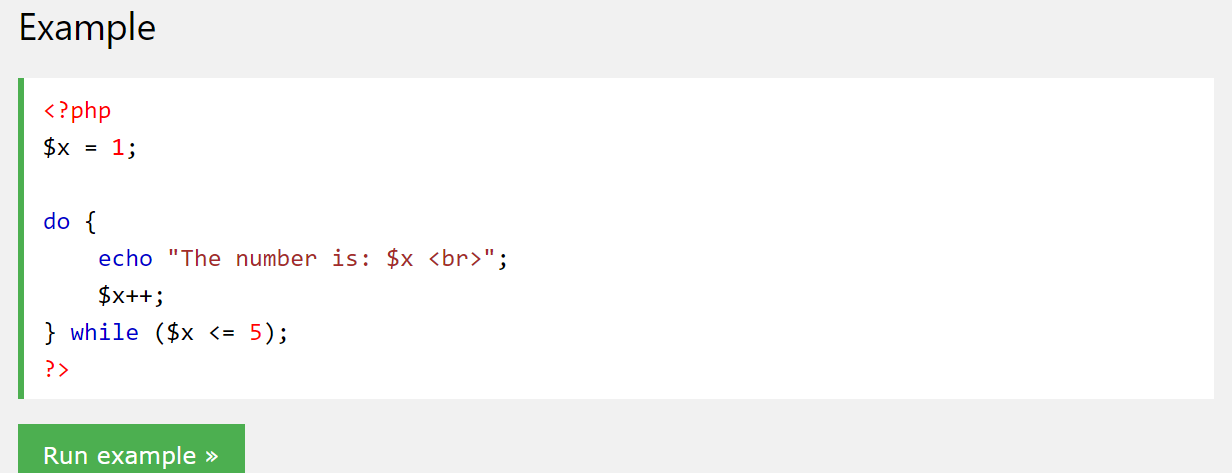 Example
<?php
$x = 1;
do {
    echo "The number is: $x <br>";
    $x++;
} while ($x <= 5);
?>
Run example »